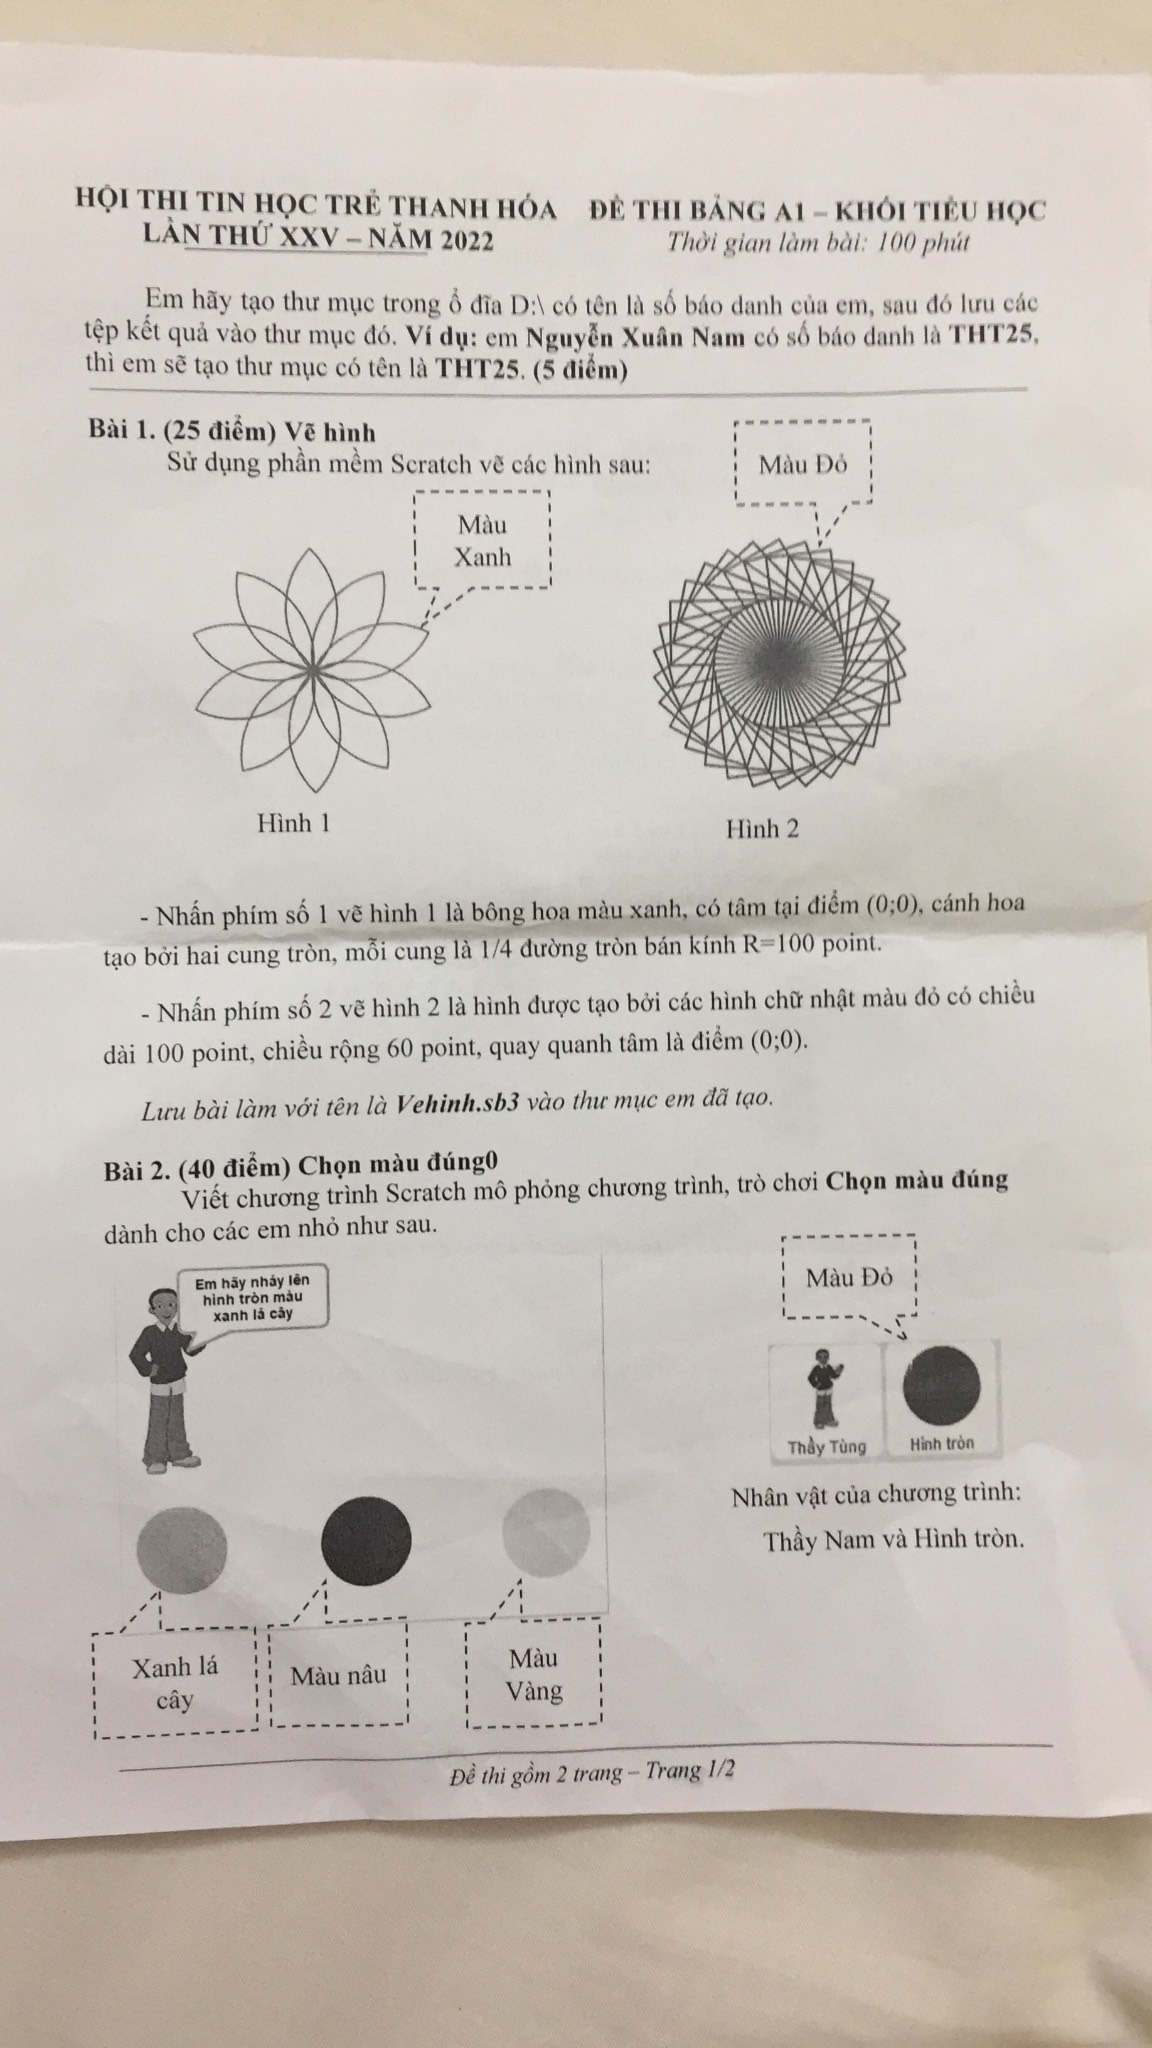 HỘI THI TIN HỌC TRẺ THANH HÓA ĐỀ THI BẢNG A1 – KHỐI TIỂU HỌC
LẦN THỨ XXV – NĂM 2022 Thời gian làm bài: 100 phút
Em hãy tạo thư mục trong ổ đĩa D:\ có tên là số báo danh của em, sau đó lưu các
tệp kết quả vào thư mục đó. Ví dụ: em Nguyễn Xuân Nam có số báo danh là THT25,
thì em sẽ tạo thư mục có tên là THT25. (5 điểm)
Bài 1. (25 điểm) Vẽ hình
Sử dụng phần mềm Scratch vẽ các hình sau:
Màu Đỏ
Màu
Xanh
Hình 1
Hình 2
- Nhấn phím số 1 vẽ hình 1 là bông hoa màu xanh, có tâm tại điểm (0;0), cánh hoa
tạo bởi hai cung tròn, mỗi cung là 1/4 đường tròn bán kính R=100 point.
- Nhấn phím số 2 vẽ hình 2 là hình được tạo bởi các hình chữ nhật màu đỏ có chiều
dài 100 point, chiều rộng 60 point, quay quanh tâm là điểm (0;0).
Lưu bài làm với tên là Vehinh.sb3 vào thư mục em đã tạo.
Bài 2. (40 điểm) Chọn màu đúng0
Viết chương trình Scratch mô phỏng chương trình, trò chơi Chọn màu đúng
dành cho các em nhỏ như sau.
Em hãy nháy lên
hình tròn màu
xanh lá cây
Màu Đỏ
Thầy Tùng Hình tròn
Nhân vật của chương trình:
Thầy Nam và Hình tròn.
Xanh lá
cây
Màu nâu
Màu
Vàng
Đề thi gồm 2 trang – Trang 1/2